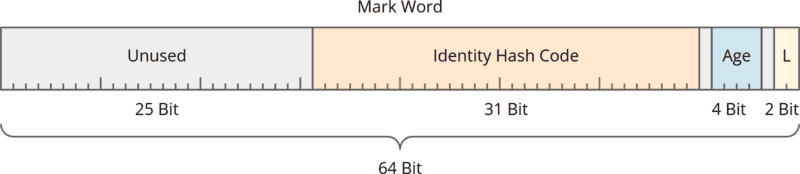 Mark Word
Unused
Identity Hash Code
Age
L
25 Bit
31 Bit
4 Bit
2 Bit
64 Bit